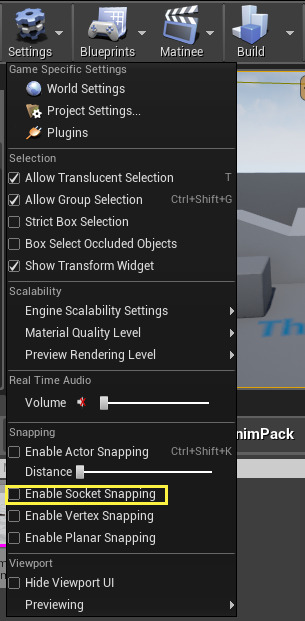 Settings Blueprints Matinee Build
Game Specific Settings
World Settings
Project Settings...
Plugins
Selection
Allow Translucent Selection T
Allow Group Selection Ctrl+Shift+G
Strict Box Selection
Box Select Occluded Objects
Show Transform Widget
Scalability
Engine Scalability Settings
Material Quality Level
Preview Rendering Level
Real Time Audio
Volume
Snapping
Enable Actor Snapping Ctrl+Shift+K
Distance
Enable Socket Snapping
Enable Vertex Snapping
Enable Planar Snapping
Viewport
Hide Viewport UI
Previewing
Th
nimPack